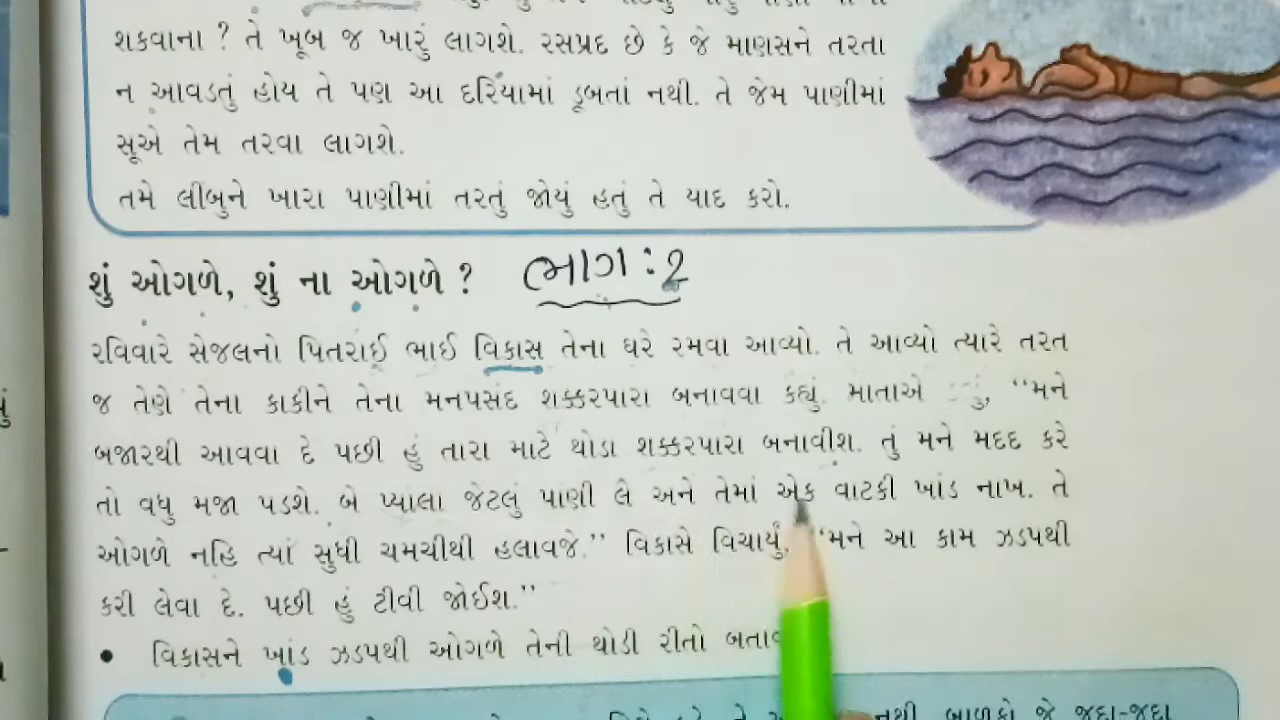 શકવાના ? તે ખૂબ જ ખારું લાગશે. રસપ્રદ છે કે જે માણસને તરતા
ન આવડતું હોય તે પણ આ દરિયામાં ડૂબતાં નથી. તે જેમ પાણીમાં
સૂએ તેમ તરવા લાગશે.
તમે લીંબુને ખારા પાણીમાં તરતું જોયું હતું તે યાદ કરો.
શું ઓગળે, શું ના ઓગળે ? ભાગ : 2
રવિવારે સેજલનો પિતરાઈ ભાઈ વિકાસ તેના ઘરે રમવા આવ્યો. તે આવ્યો ત્યારે તરત
જ તેણે તેના કાકીને તેના મનપસંદ શક્કરપારા બનાવવા કહ્યું. માતાએ “મને
બજારથી આવવા દે પછી હું તારા માટે થોડા શક્કરપારા બનાવીશ. તું મને મદદ કરે
તો વધુ મજા પડશે. બે પ્યાલા જેટલું પાણી લે અને તેમાં એક વાટકી ખાંડ નાખ. તે
ઓગળે નહિ ત્યાં સુધી ચમચીથી હલાવજે.” વિકાસે વિચાર્યું, “મને આ કામ ઝડપથી
કરી લેવા દે. પછી હું ટીવી જોઈશ.”
• વિકાસને ખાંડ ઝડપથી ઓગળે તેની થોડી રીતો
નથી. બાળકો જે જુદા-જુદા